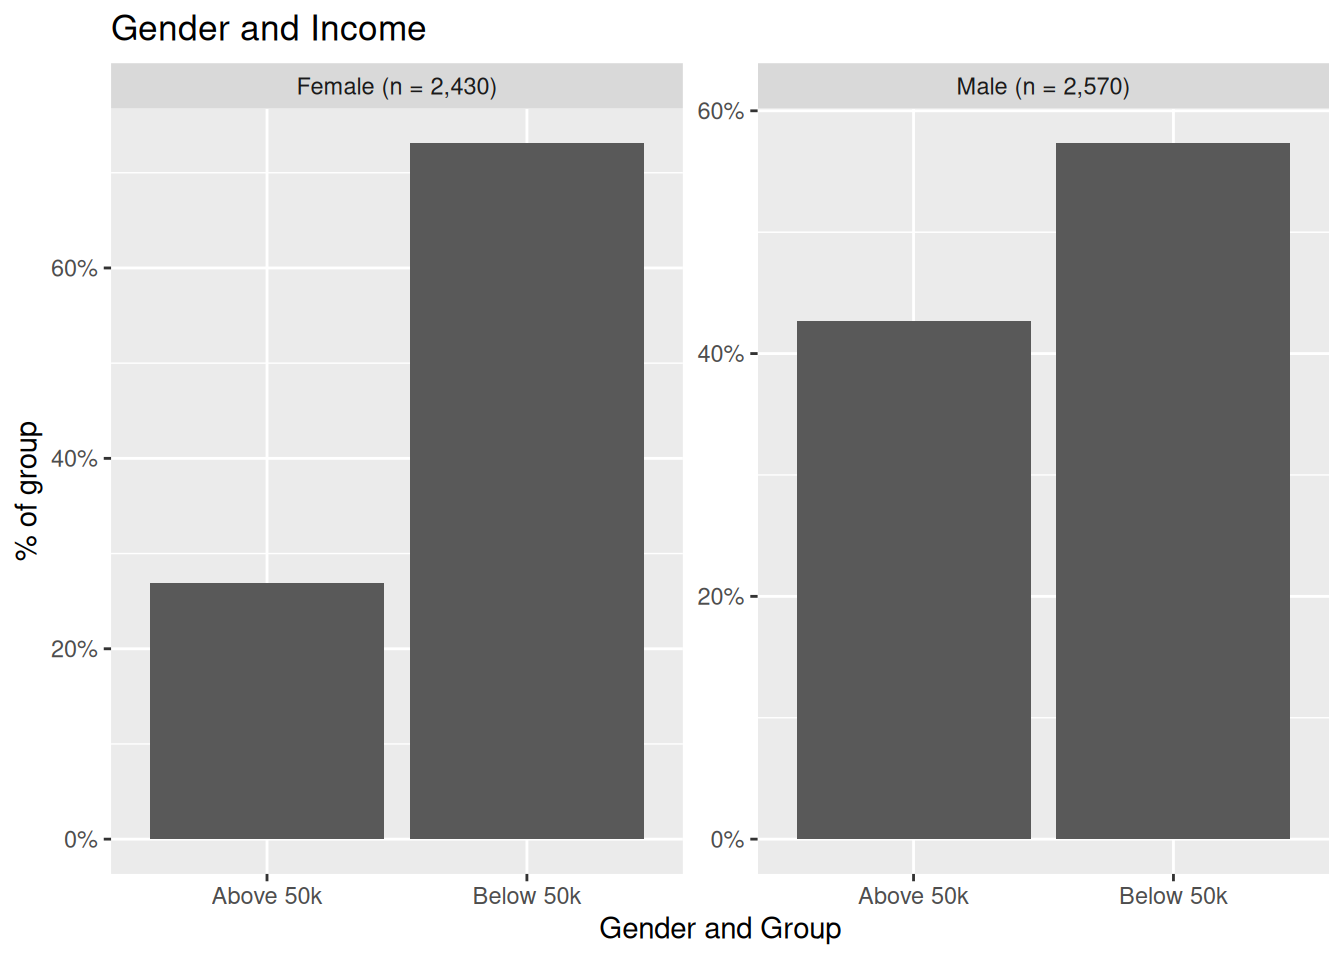 Gender and Income
Female (n = 2,430)
Male (n = 2,570)
% of group
60%
40%
20%
0%
60%
40%
20%
0%
Above 50k
Below 50k
Above 50k
Below 50k
Gender and Group